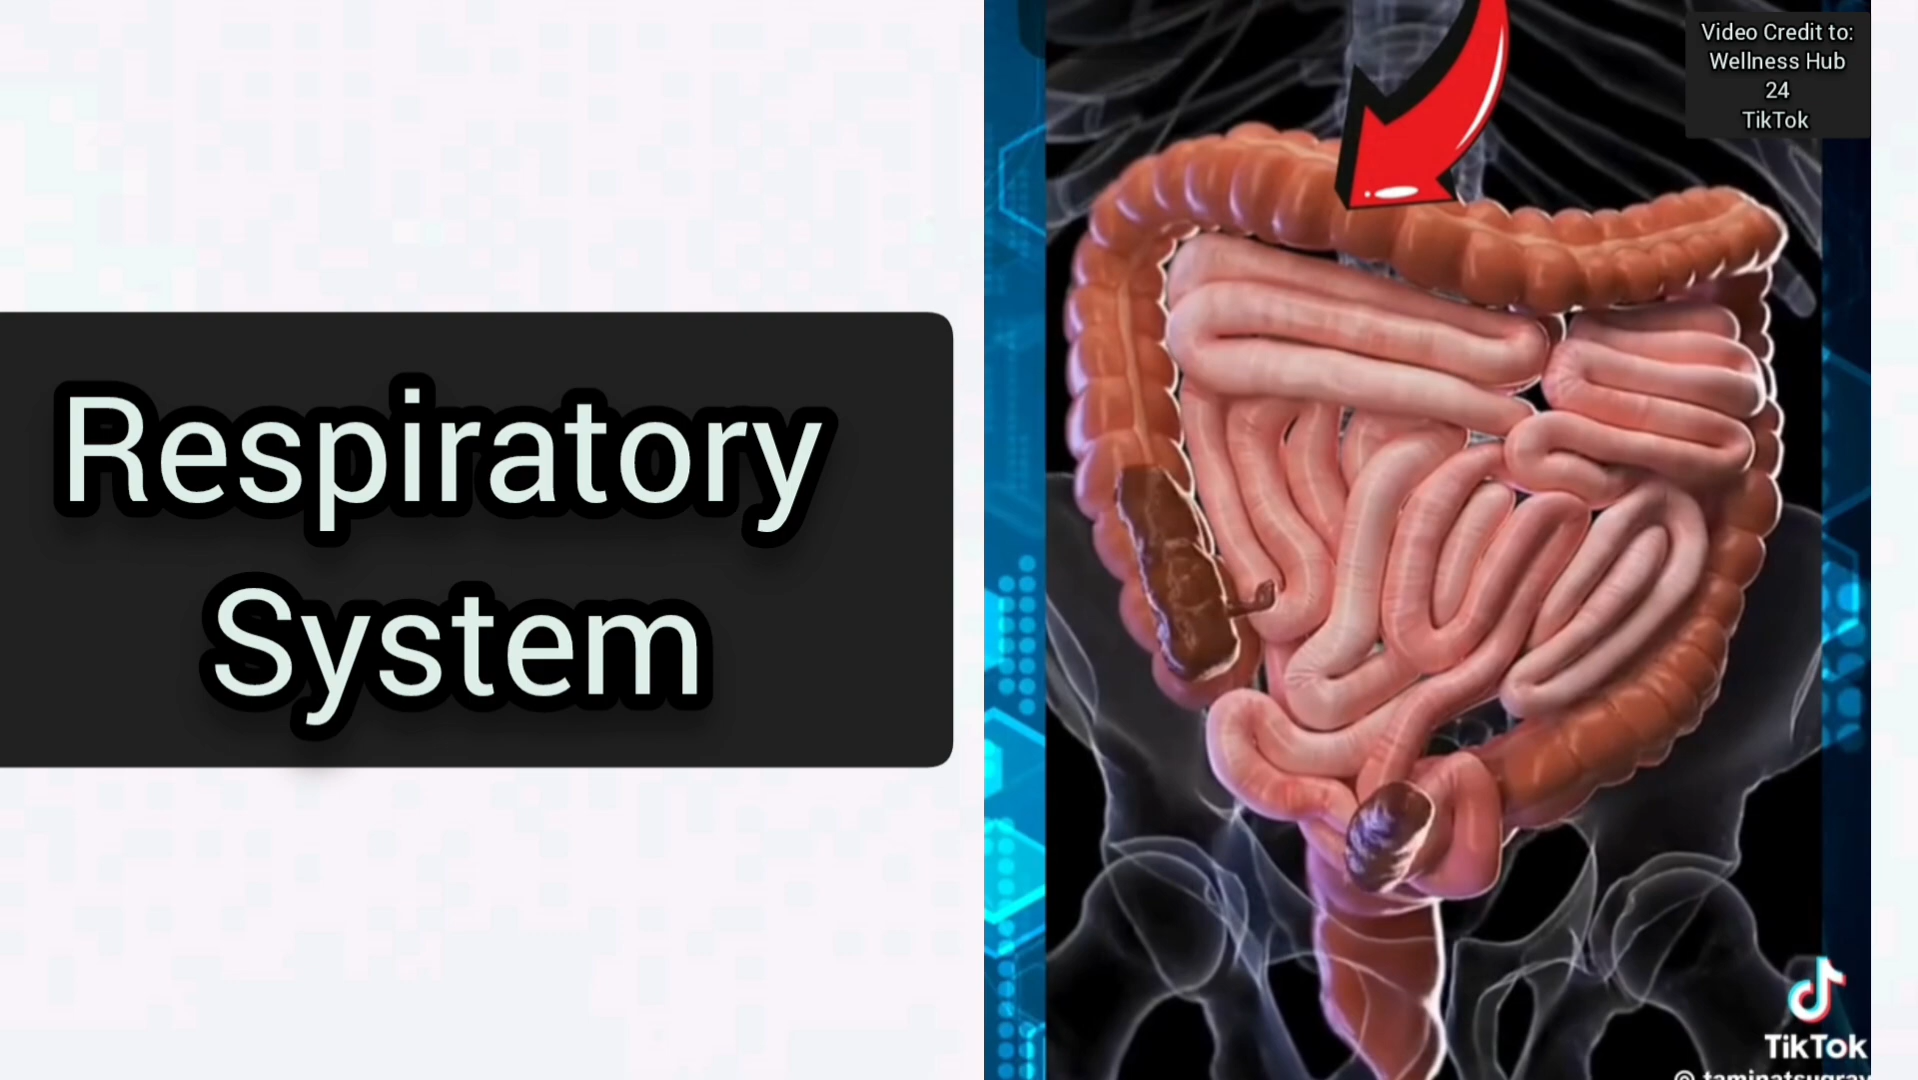 Respiratory
System
Video Credit to:
Wellness Hub
24
TikTok
TikTok